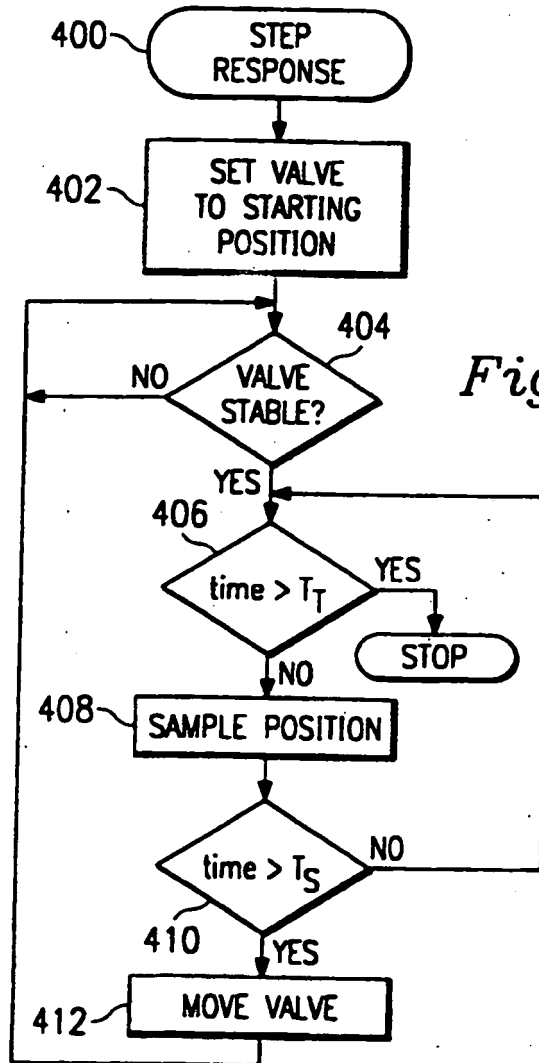 400
STEP
RESPONSE
402
SET VALVE
TO STARTING
POSITION
404
NO
VALVE
STABLE?
Fig
YES
406
time > T_T
YES
STOP
NO
408
SAMPLE POSITION
time > T_S
NO
410
YES
412
MOVE VALVE